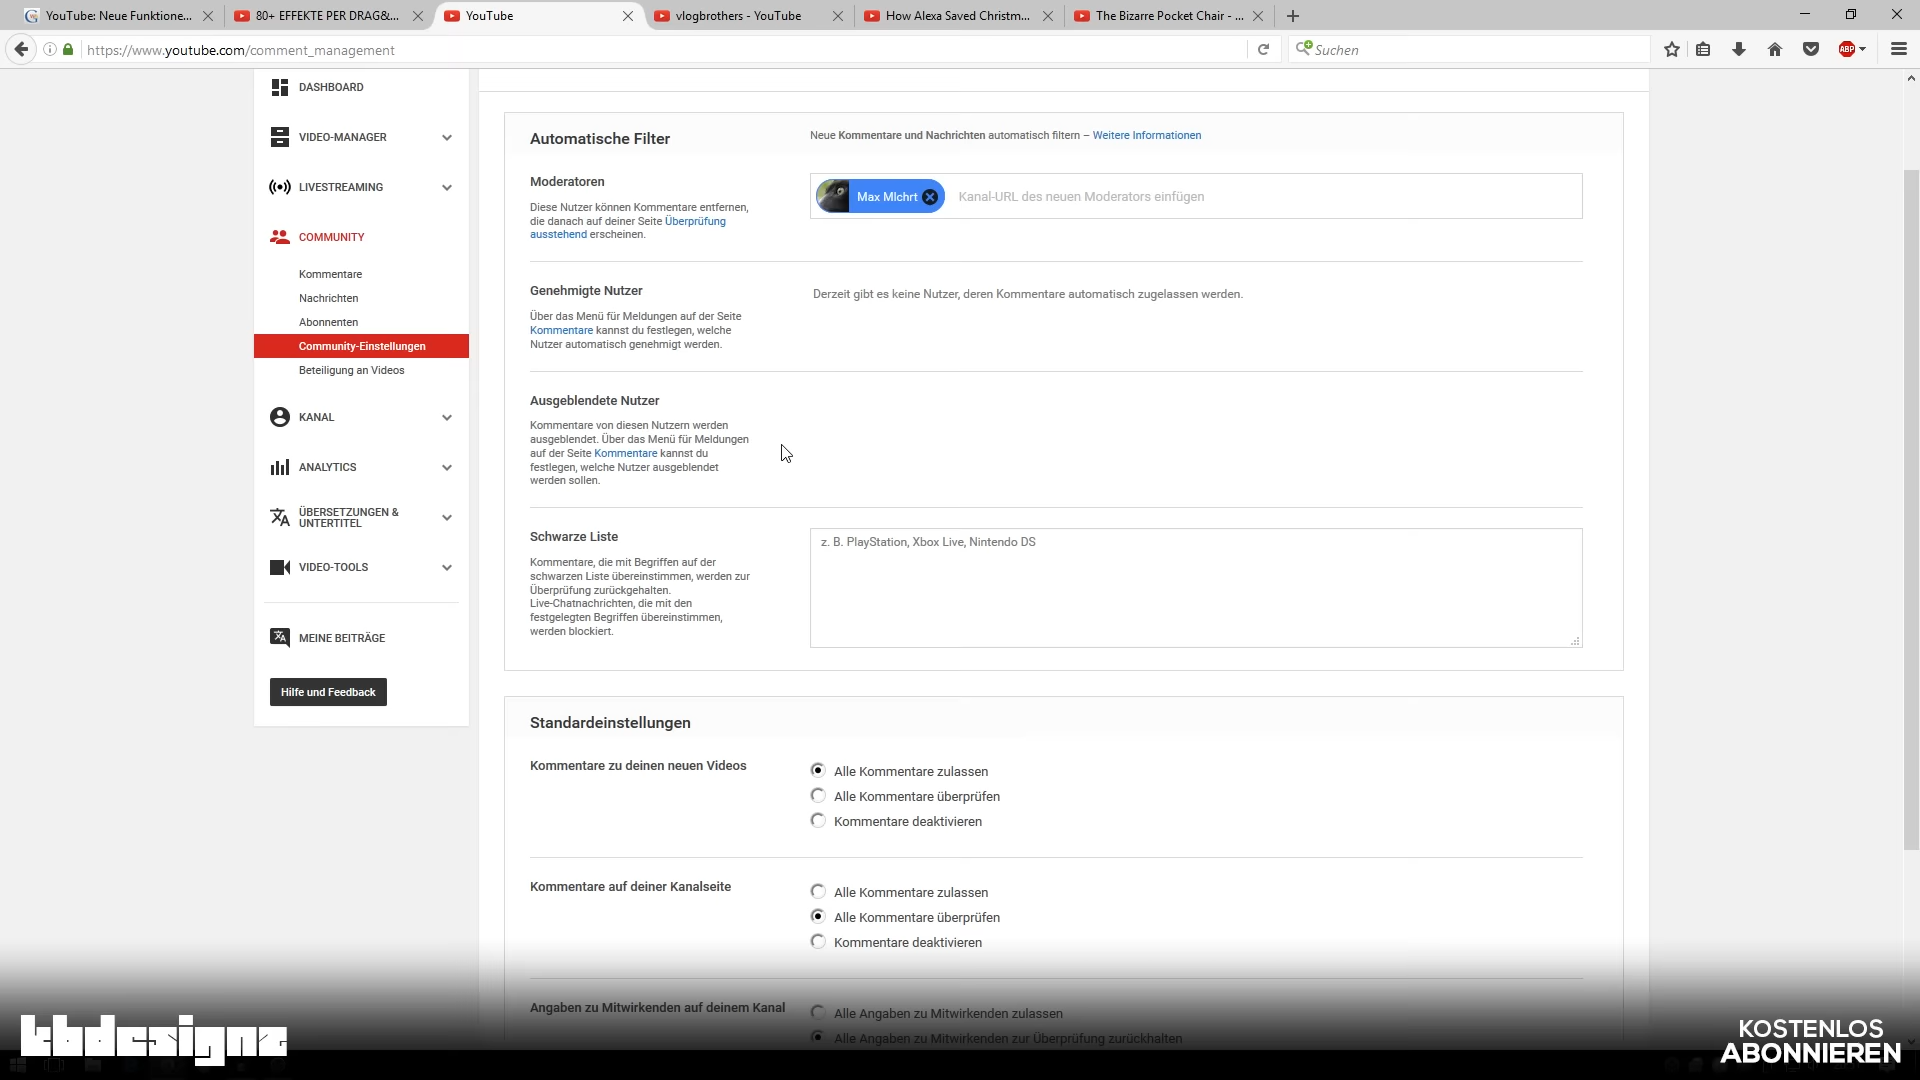 YouTube: Neue Funktione...
80+ EFFEKTE PER DRAG&...
YouTube
vlogbrothers - YouTube
How Alexa Saved Christm...
The Bizarre Pocket Chair - ...
https://www.youtube.com/comment_management
Suchen
ABP
DASHBOARD
VIDEO-MANAGER
LIVESTREAMING
COMMUNITY
Kommentare
Nachrichten
Abonnenten
Community-Einstellungen
Beteiligung an Videos
KANAL
ANALYTICS
ÜBERSETZUNGEN &
UNTERTITEL
VIDEO-TOOLS
MEINE BEITRÄGE
Hilfe und Feedback
Automatische Filter
Neue Kommentare und Nachrichten automatisch filtern – Weitere Informationen
Moderatoren
Diese Nutzer können Kommentare entfernen,
die danach auf deiner Seite Überprüfung
ausstehend erscheinen.
Max Mlchrt
Kanal-URL des neuen Moderators einfügen
Genehmigte Nutzer
Über das Menü für Meldungen auf der Seite
Kommentare kannst du festlegen, welche
Nutzer automatisch genehmigt werden.
Derzeit gibt es keine Nutzer, deren Kommentare automatisch zugelassen werden.
Ausgeblendete Nutzer
Kommentare von diesen Nutzern werden
ausgeblendet. Über das Menü für Meldungen
auf der Seite Kommentare kannst du
festlegen, welche Nutzer ausgeblendet
werden sollen.
Schwarze Liste
Kommentare, die mit Begriffen auf der
schwarzen Liste übereinstimmen, werden zur
Überprüfung zurückgehalten.
Live-Chatnachrichten, die mit den
festgelegten Begriffen übereinstimmen,
werden blockiert.
z. B. PlayStation, Xbox Live, Nintendo DS
Standardeinstellungen
Kommentare zu deinen neuen Videos
Alle Kommentare zulassen
Alle Kommentare überprüfen
Kommentare deaktivieren
Kommentare auf deiner Kanalseite
Alle Kommentare zulassen
Alle Kommentare überprüfen
Kommentare deaktivieren
Angaben zu Mitwirkenden auf deinem Kanal
Alle Angaben zu Mitwirkenden zulassen
Alle Angaben zu Mitwirkenden zur Überprüfung zurückhalten
kbdesignz
KOSTENLOS
ABONNIEREN